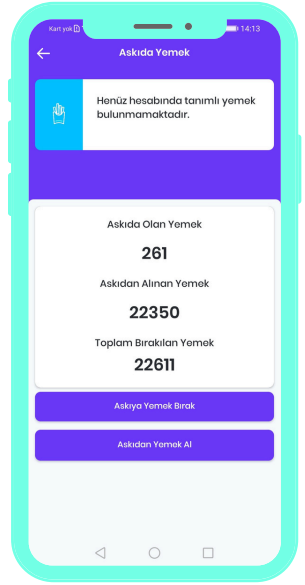 Kart yok 14:13
Askıda Yemek
Henüz hesabında tanımlı yemek
bulunmamaktadır.
Askıda Olan Yemek
261
Askıdan Alınan Yemek
22350
Toplam Bırakılan Yemek
22611
Askıya Yemek Bırak
Askıdan Yemek Al